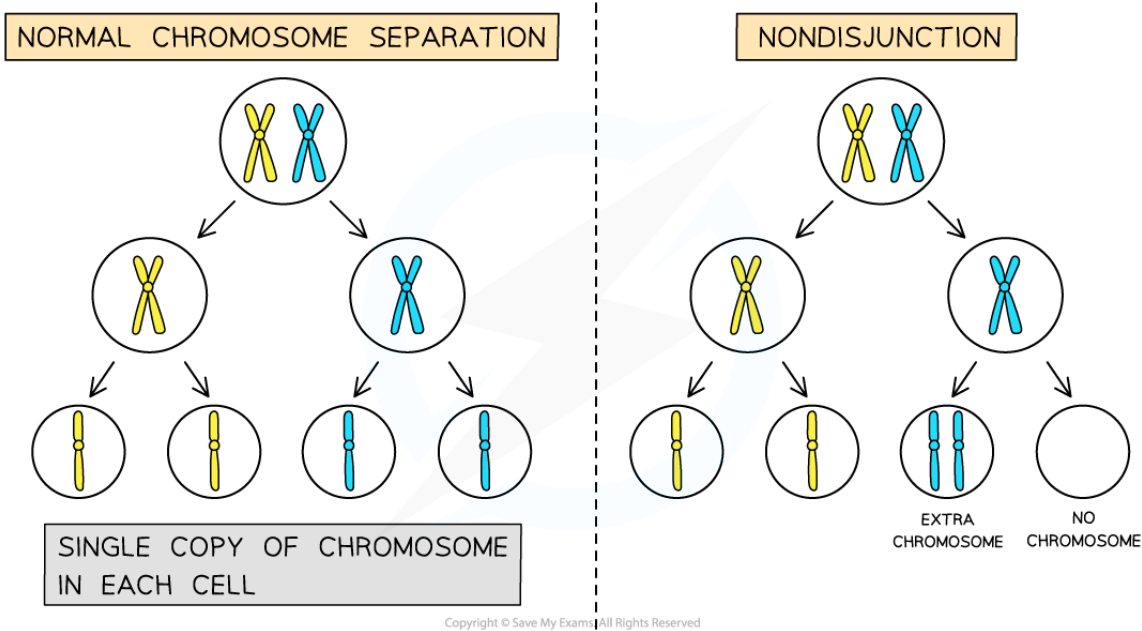 NORMAL CHROMOSOME SEPARATION
NONDISJUNCTION
EXTRA
CHROMOSOME
NO
CHROMOSOME
SINGLE COPY OF CHROMOSOME
IN EACH CELL
Copyright © Save My Exams. All Rights Reserved